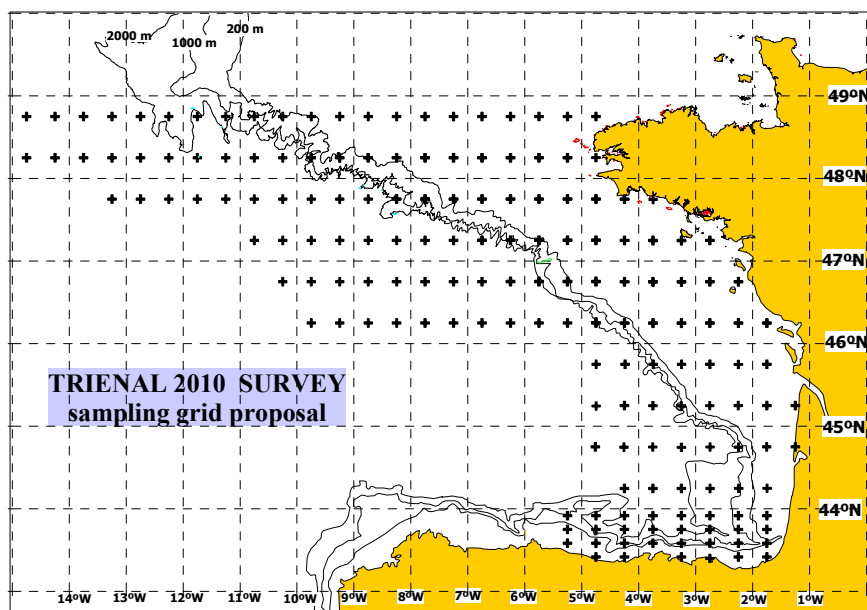 2000 m
1000 m
200 m
49ºN
48ºN
47ºN
46ºN
TRIENAL 2010 SURVEY
sampling grid proposal
45ºN
44ºN
14ºW 13ºW 12ºW 11ºW 10ºW 9ºW 8ºW 7ºW 6ºW 5ºW 4ºW 3ºW 2ºW 1ºW